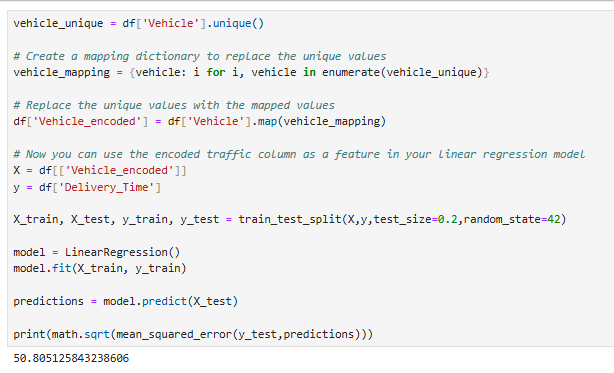 vehicle_unique = df['Vehicle'].unique()
# Create a mapping dictionary to replace the unique values
vehicle_mapping = {vehicle: i for i, vehicle in enumerate(vehicle_unique)}
# Replace the unique values with the mapped values
df['Vehicle_encoded'] = df['Vehicle'].map(vehicle_mapping)
# Now you can use the encoded traffic column as a feature in your linear regression model
X = df[['Vehicle_encoded']]
y = df['Delivery_Time']
X_train, X_test, y_train, y_test = train_test_split(X,y,test_size=0.2,random_state=42)
model = LinearRegression()
model.fit(X_train, y_train)
predictions = model.predict(X_test)
print(math.sqrt(mean_squared_error(y_test,predictions)))
50.805125843238606